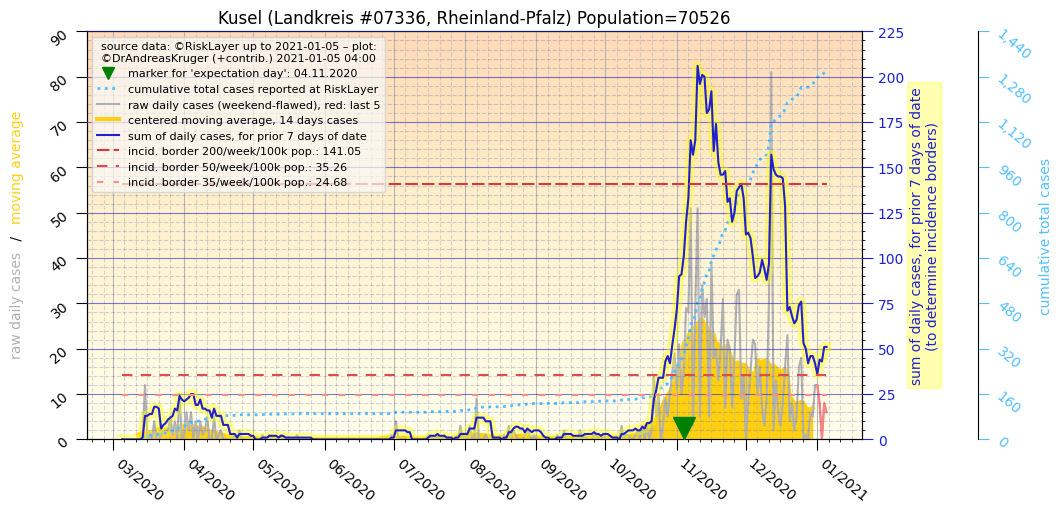 Kusel (Landkreis #07336, Rheinland-Pfalz) Population=70526
source data: ©RiskLayer up to 2021-01-05 – plot:
©DrAndreasKruger (+contrib.) 2021-01-05 04:00
marker for 'expectation day': 04.11.2020
cumulative total cases reported at RiskLayer
raw daily cases (weekend-flawed), red: last 5
centered moving average, 14 days cases
sum of daily cases, for prior 7 days of date
incid. border 200/week/100k pop.: 141.05
incid. border 50/week/100k pop.: 35.26
incid. border 35/week/100k pop.: 24.68
raw daily cases / moving average
90
80
70
60
50
40
30
20
10
0
03/2020
04/2020
05/2020
06/2020
07/2020
08/2020
09/2020
10/2020
11/2020
12/2020
01/2021
225
200
175
150
125
100
75
50
25
0
sum of daily cases, for prior 7 days of date
(to determine incidence borders)
1,440
1,280
1,120
960
800
640
480
320
160
0
cumulative total cases